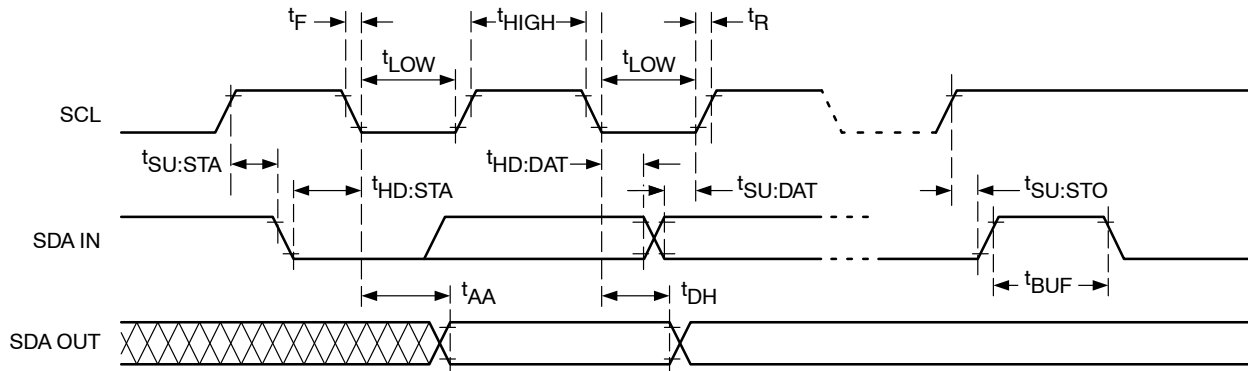 tF
tHIGH
tR
tLOW
tLOW
SCL
tSU:STA
tHD:STA
tHD:DAT
tSU:DAT
tSU:STO
SDA IN
tBUF
tAA
tDH
SDA OUT